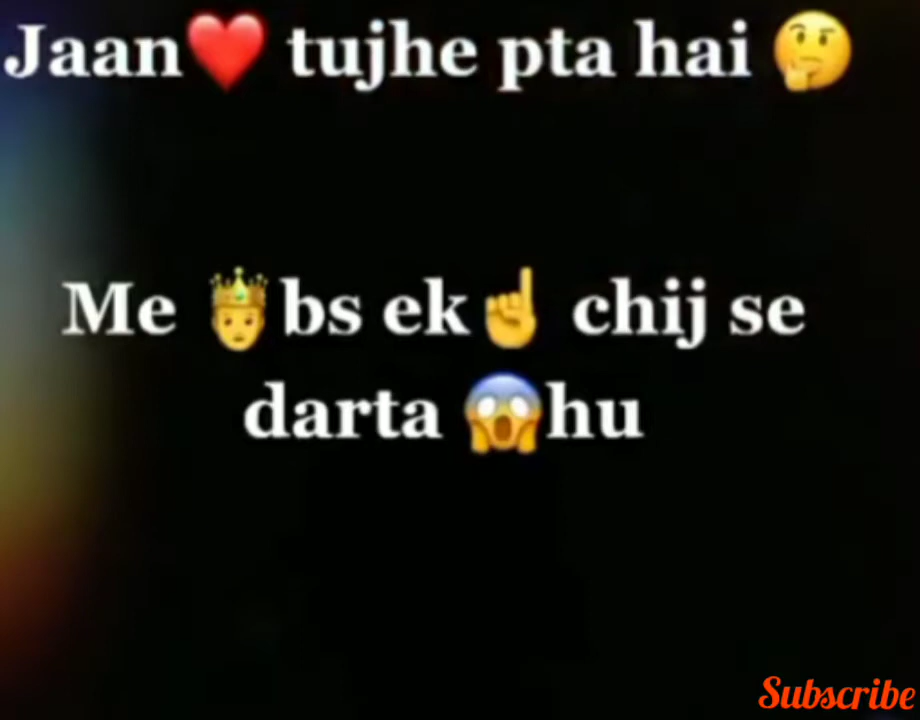 Jaan❤️ tujhe pta hai 🤔
Me 🤴bs ek☝️ chij se
darta 😱hu
Subscribe